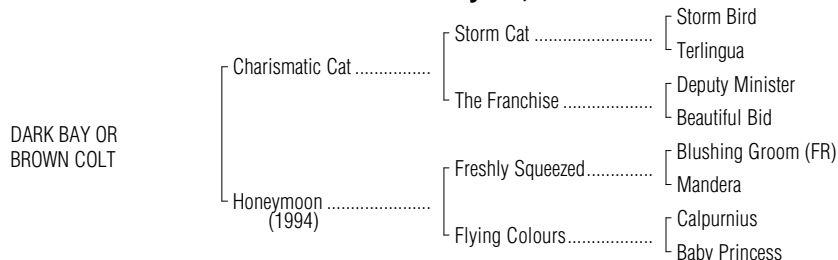 Storm Bird
Storm Cat ............................
Terlingua
Charismatic Cat ................
Deputy Minister
The Franchise .....................
Beautiful Bid
DARK BAY OR
BROWN COLT
Blushing Groom (FR)
Freshly Squeezed................
Mandera
Honeymoon .....................
(1994)
Calpurnius
Flying Colours....................
Baby Princess